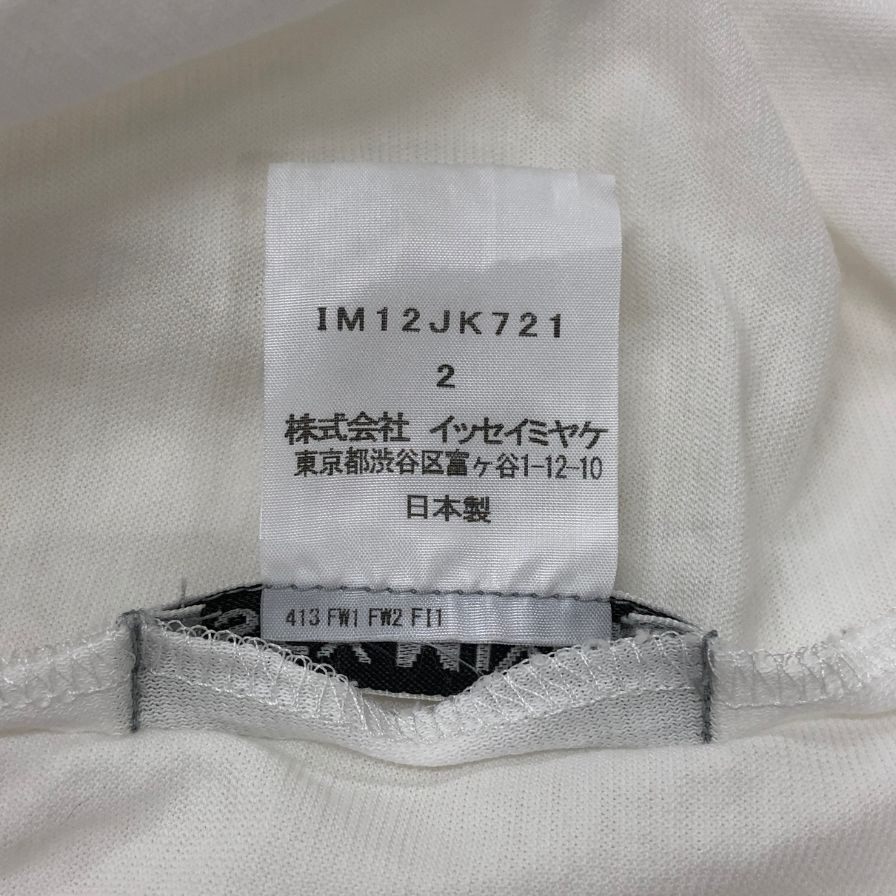 IM12JK721
2
株式会社 イッセイミヤケ
東京都渋谷区富ヶ谷1-12-10
日本製
413 FW1 FW2 FI1